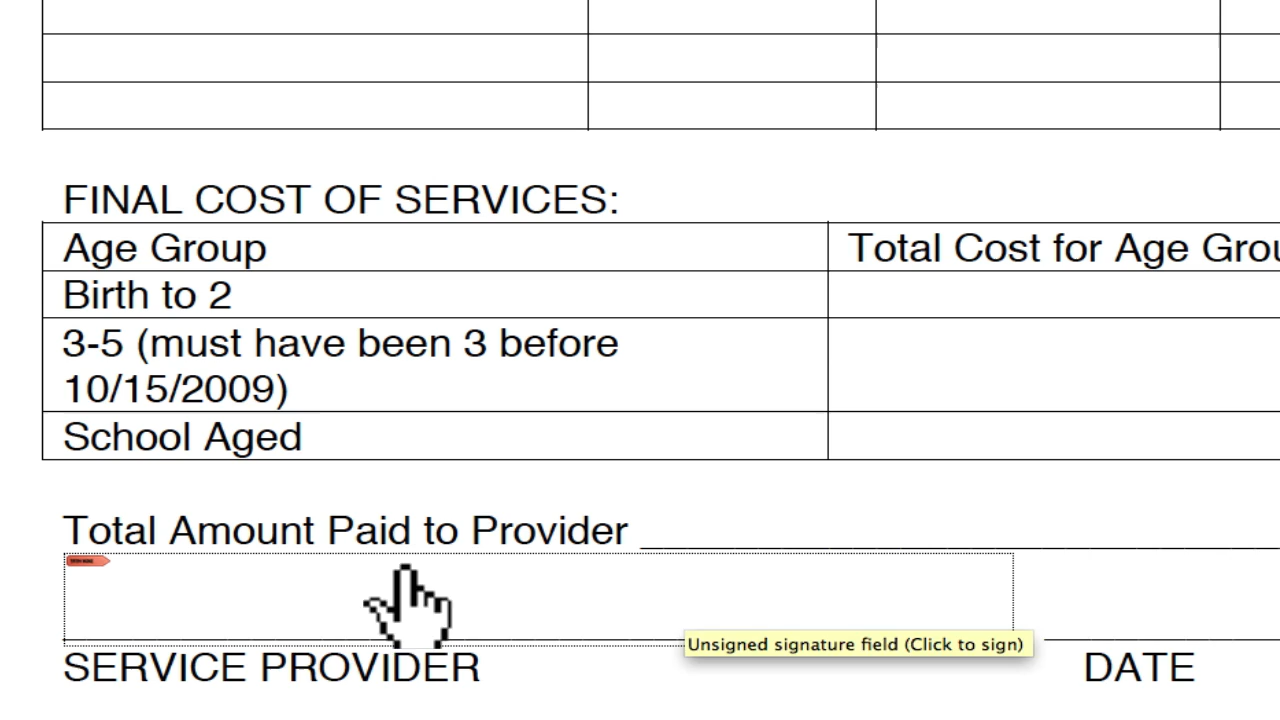 FINAL COST OF SERVICES:
Age Group
Total Cost for Age Grou
Birth to 2
3-5 (must have been 3 before
10/15/2009)
School Aged
Total Amount Paid to Provider
Unsigned signature field (Click to sign)
SERVICE PROVIDER
DATE